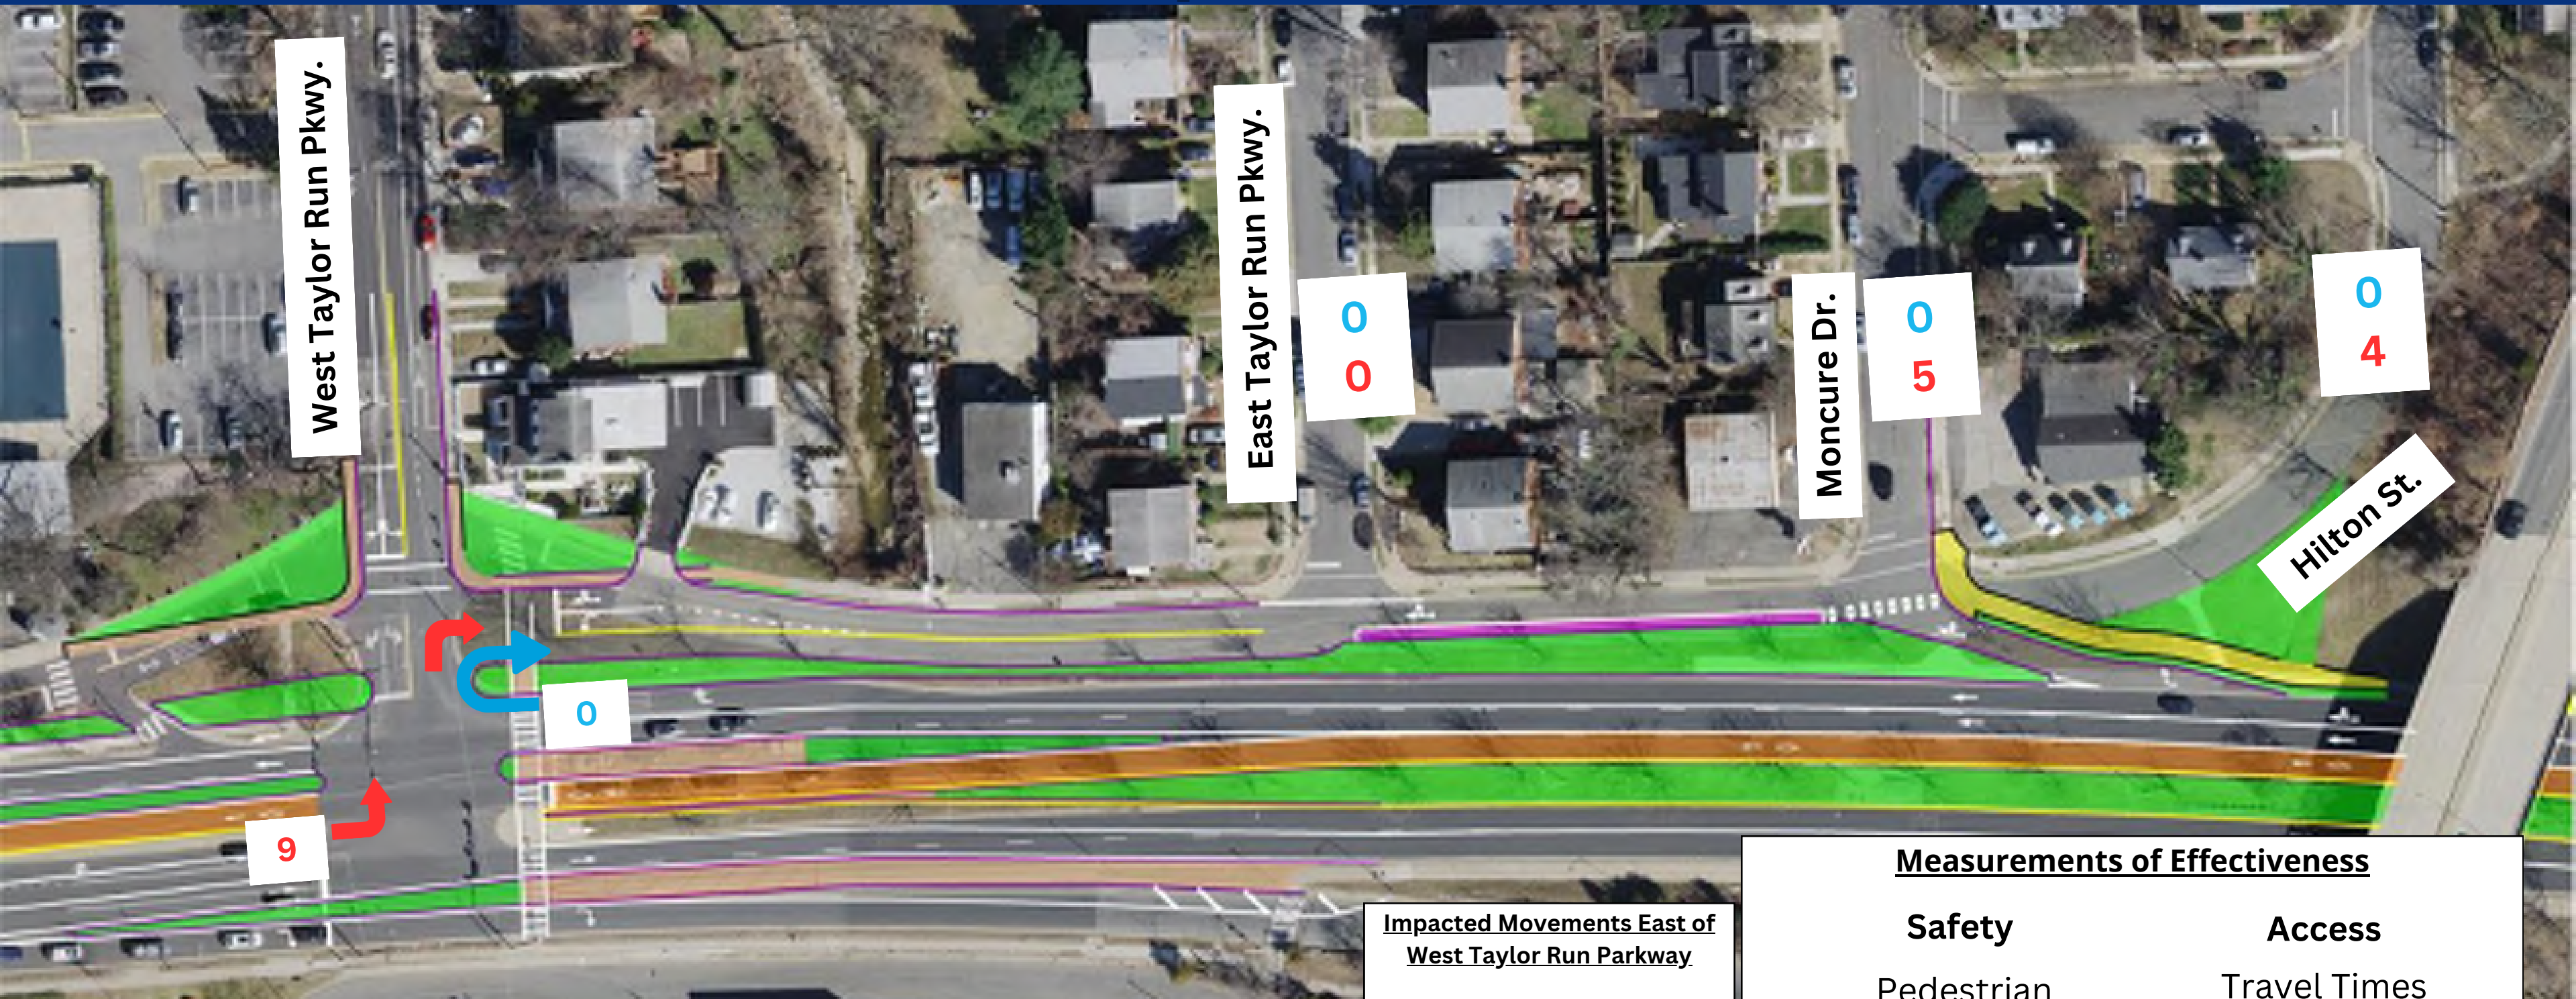 West Taylor Run Pkwy.
East Taylor Run Pkwy.
0
0
Moncure Dr.
0
5
0
4
Hilton St.
0
9
Impacted Movements East of
West Taylor Run Parkway
Measurements of Effectiveness
Safety
Access
Pedestrian
Travel Times